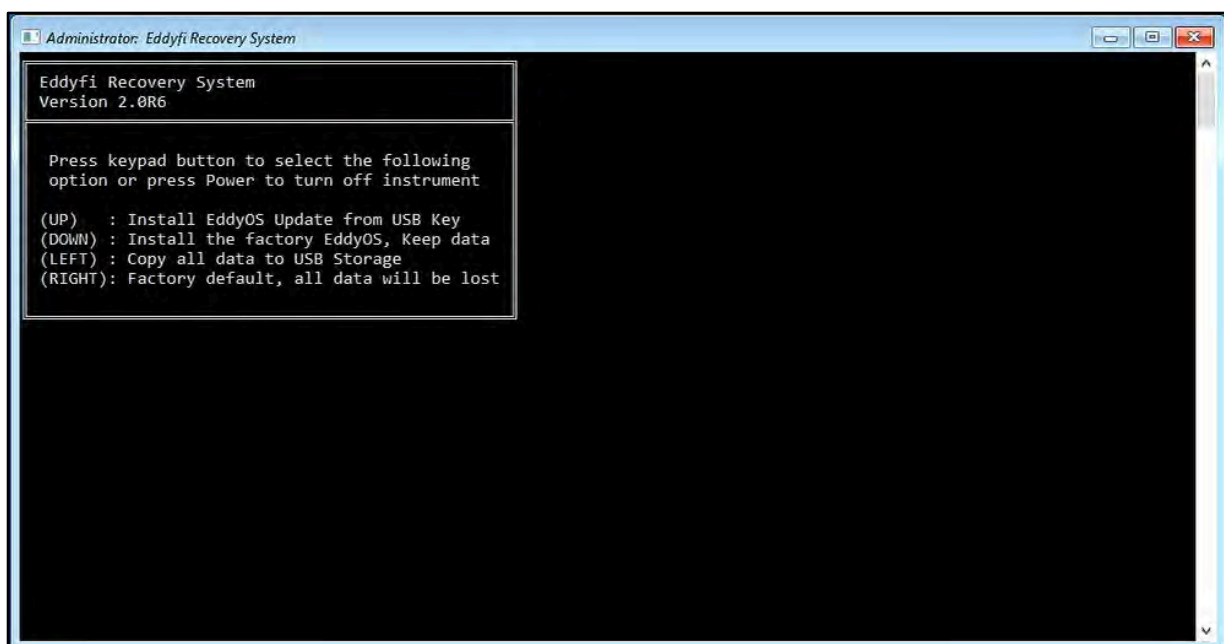 Administrator: Eddyfi Recovery System
Eddyfi Recovery System
Version 2.0R6
Press keypad button to select the following
option or press Power to turn off instrument
(UP)   : Install EddyOS Update from USB Key
(DOWN) : Install the factory EddyOS, Keep data
(LEFT) : Copy all data to USB Storage
(RIGHT): Factory default, all data will be lost